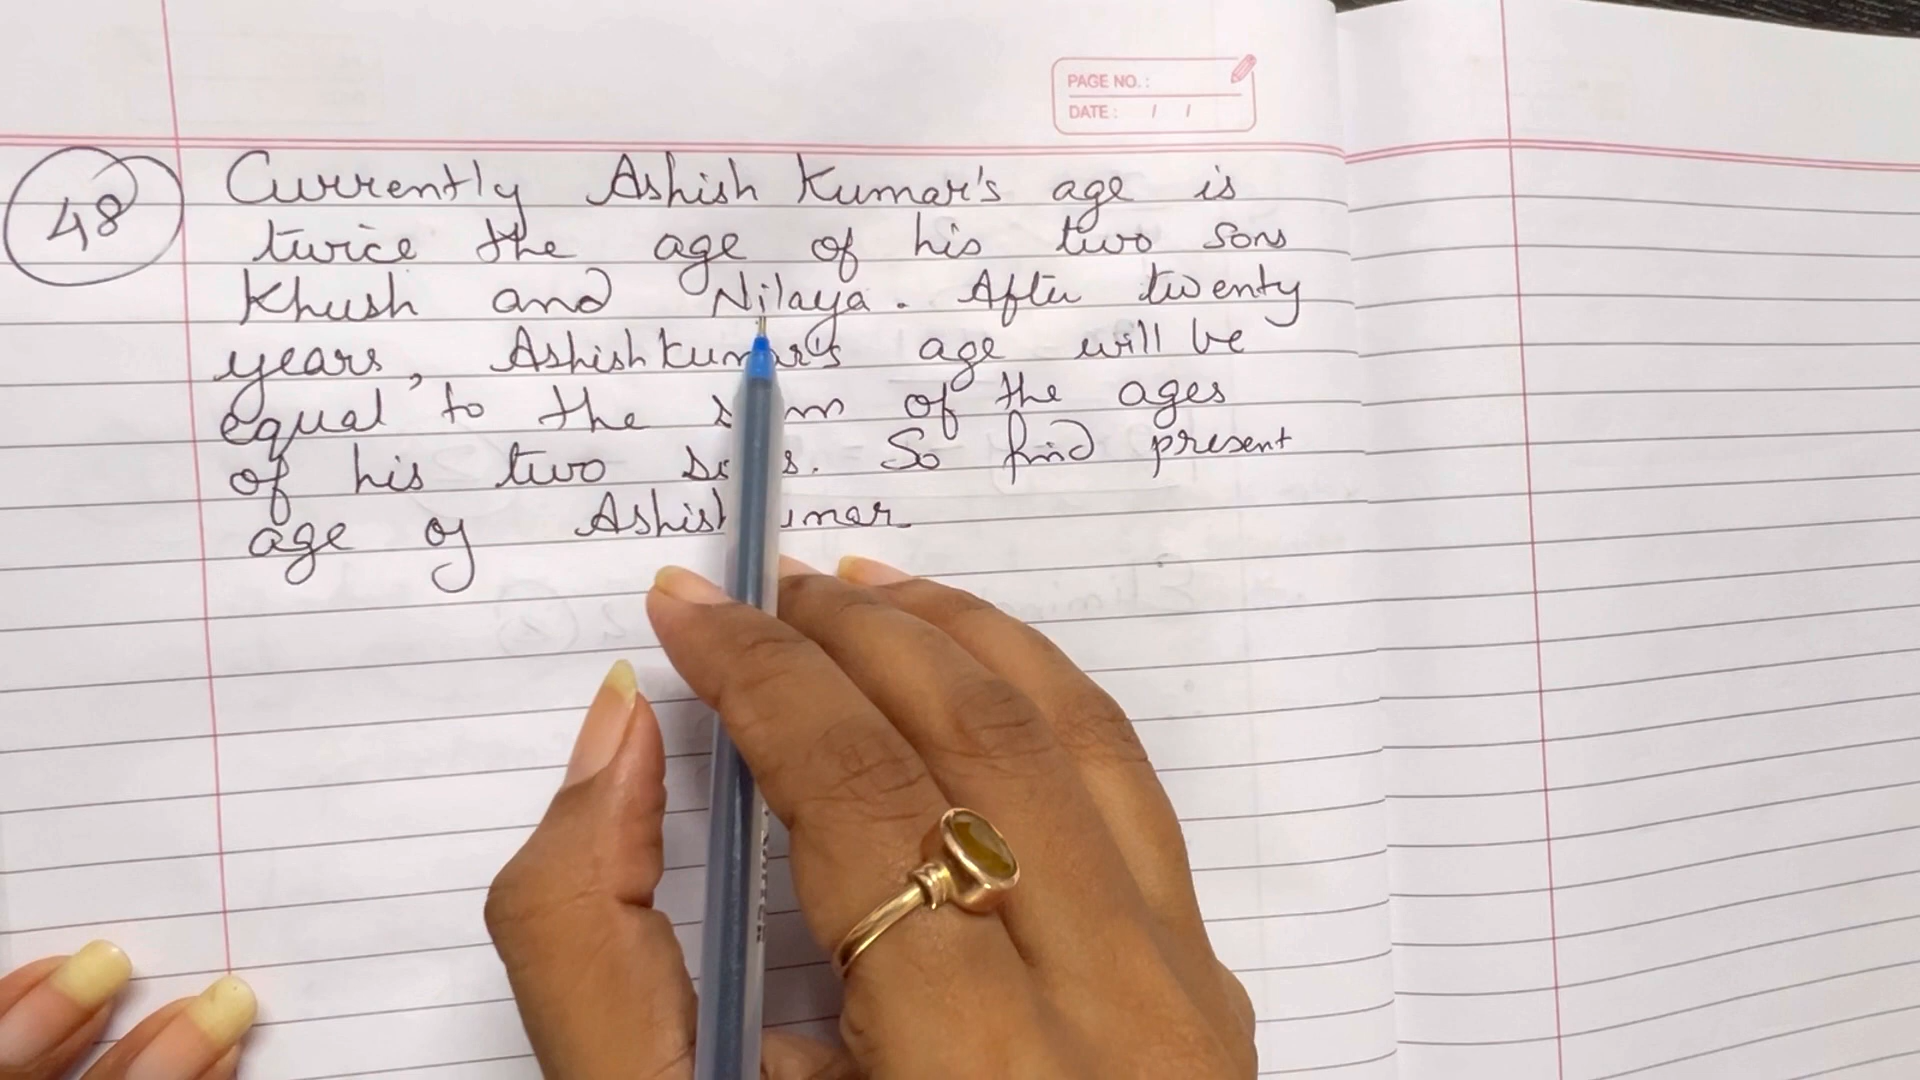 PAGE NO.:
DATE: / /
48
Currently Ashish Kumar's age is
twice the age of his two sons
Khush and Nilaya. After twenty
years, Ashishkumar's age will be
equal to the of the ages
of his two So find present
age of